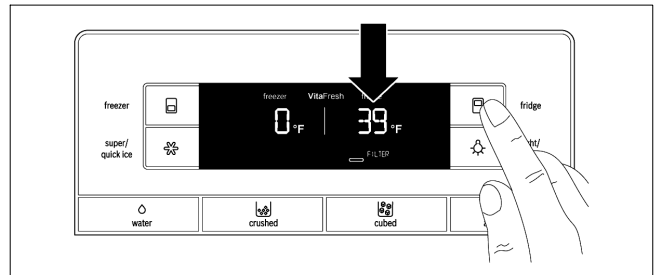 freezer VitaFresh
0 °F 39 °F
FILTER
freezer
fridge
super/
quick ice
water
crushed
cubed